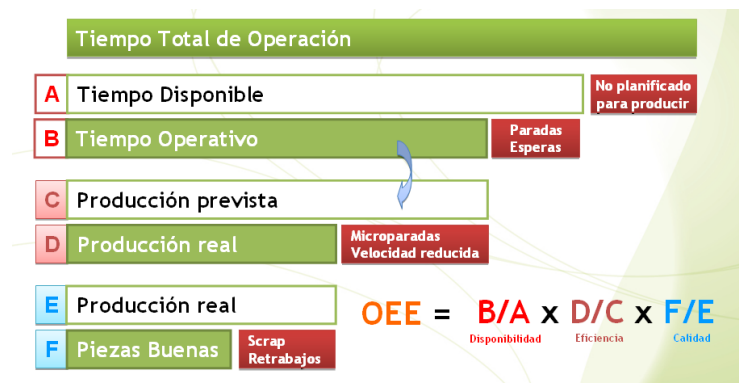 Tiempo Total de Operación
A Tiempo Disponible
No planificado
para producir
B Tiempo Operativo
Paradas
Esperas
C Producción prevista
D Producción real
Microparadas
Velocidad reducida
E Producción real
F Piezas Buenas
Scrap
Retrabajos
OEE = B/A x D/C x F/E
Disponibilidad Eficiencia Calidad